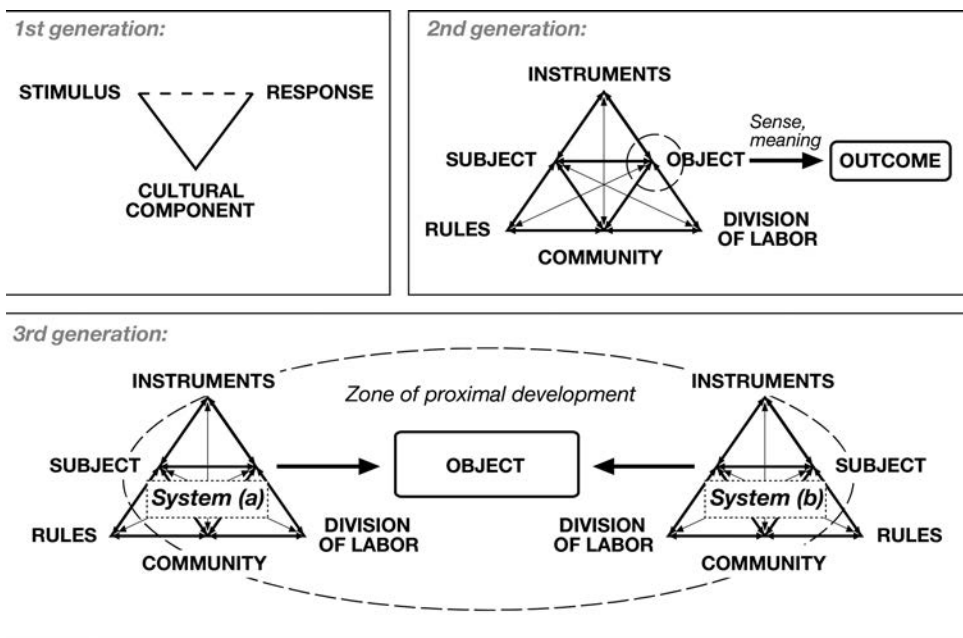 1st generation:
STIMULUS
RESPONSE
CULTURAL
COMPONENT
2nd generation:
INSTRUMENTS
Sense,
meaning
SUBJECT
OBJECT
OUTCOME
RULES
DIVISION
OF LABOR
COMMUNITY
3rd generation:
INSTRUMENTS
INSTRUMENTS
Zone of proximal development
SUBJECT
OBJECT
SUBJECT
System (a)
System (b)
RULES
DIVISION
OF LABOR
DIVISION
OF LABOR
RULES
COMMUNITY
COMMUNITY